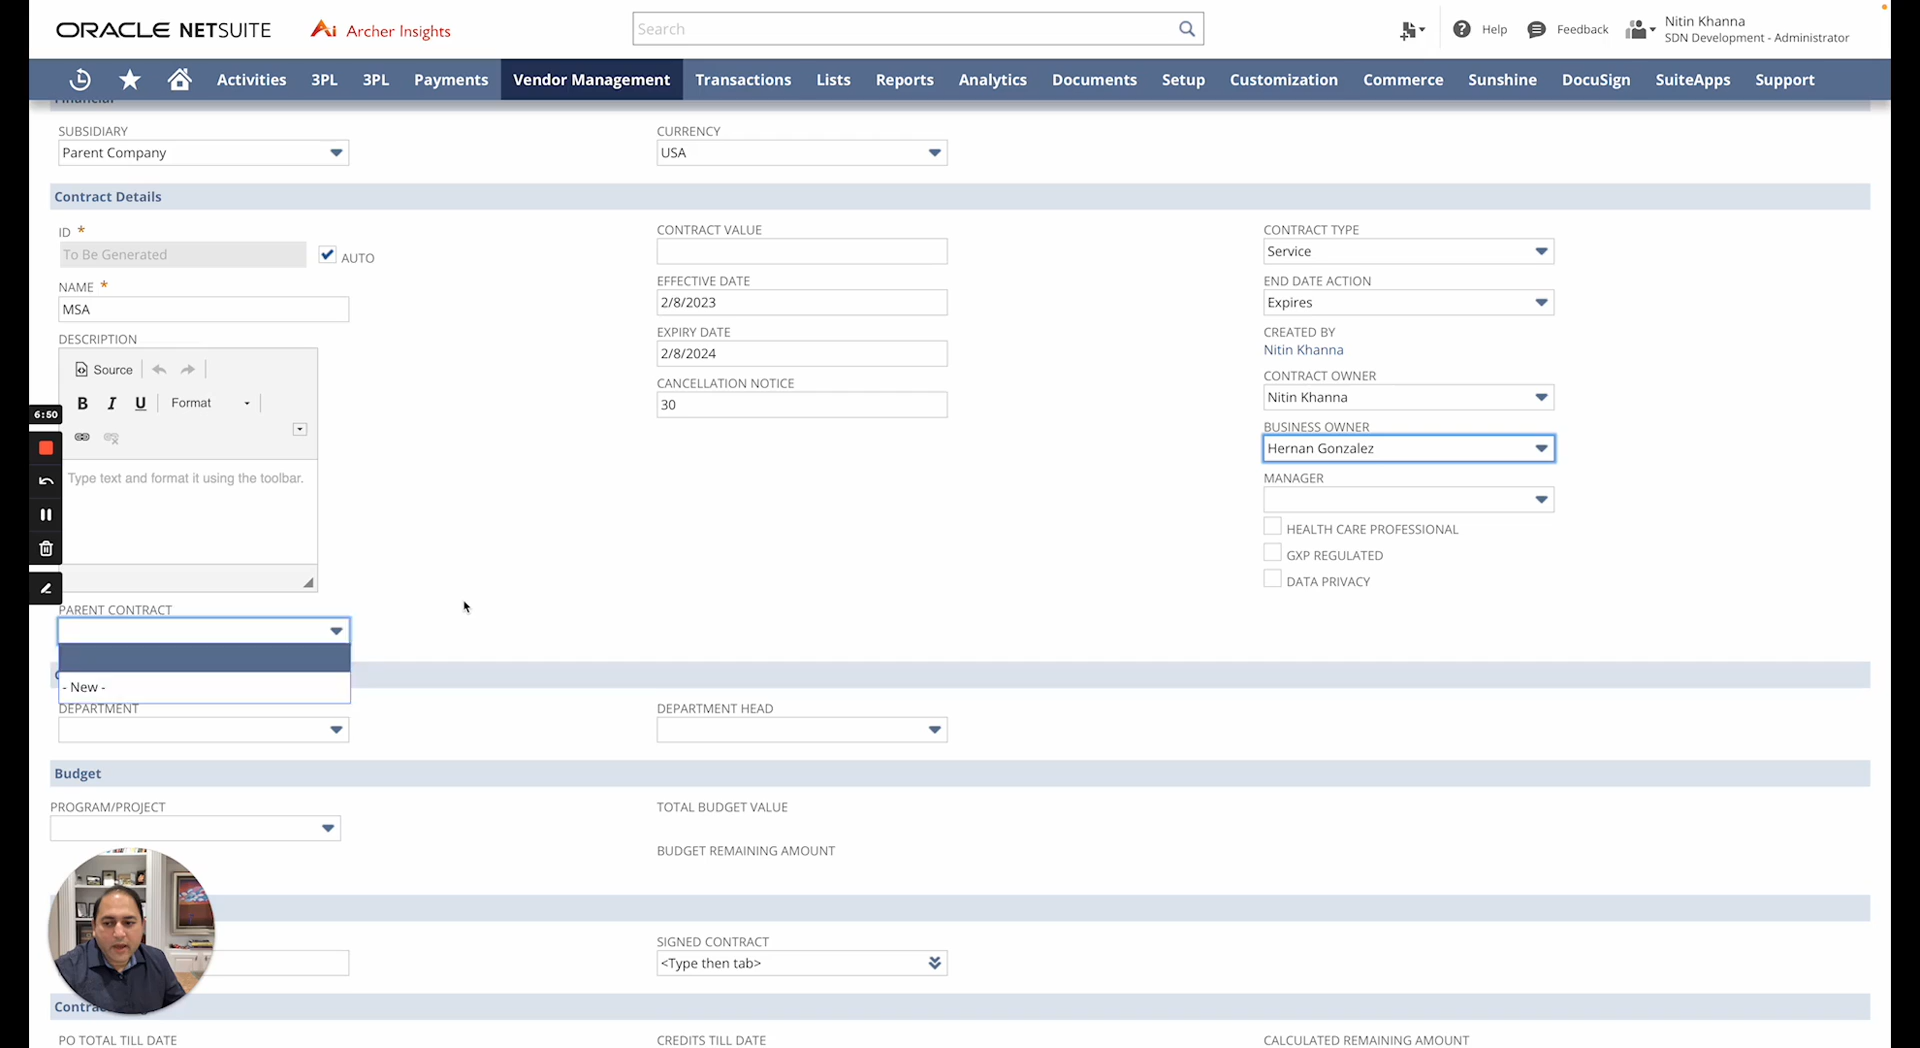 ORACLE NETSUITE
Ai Archer Insights
Search
Help
Feedback
Nitin Khanna
SDN Development - Administrator
Activities
3PL
3PL
Payments
Vendor Management
Transactions
Lists
Reports
Analytics
Documents
Setup
Customization
Commerce
Sunshine
DocuSign
SuiteApps
Support
Financial
SUBSIDIARY
Parent Company
CURRENCY
USA
Contract Details
ID *
To Be Generated
AUTO
NAME *
MSA
DESCRIPTION
Source
B I U Format
Type text and format it using the toolbar.
PARENT CONTRACT
- New -
CONTRACT VALUE
EFFECTIVE DATE
2/8/2023
EXPIRY DATE
2/8/2024
CANCELLATION NOTICE
30
CONTRACT TYPE
Service
END DATE ACTION
Expires
CREATED BY
Nitin Khanna
CONTRACT OWNER
Nitin Khanna
BUSINESS OWNER
Hernan Gonzalez
MANAGER
HEALTH CARE PROFESSIONAL
GXP REGULATED
DATA PRIVACY
6:50
DEPARTMENT
DEPARTMENT HEAD
Budget
PROGRAM/PROJECT
TOTAL BUDGET VALUE
BUDGET REMAINING AMOUNT
SIGNED CONTRACT
<Type then tab>
PO TOTAL TILL DATE
CREDITS TILL DATE
CALCULATED REMAINING AMOUNT